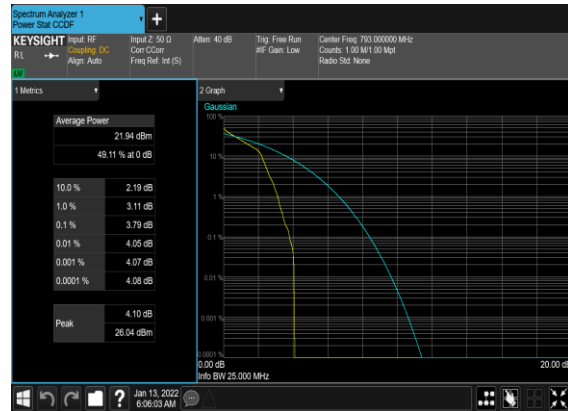 Spectrum Analyzer 1
Power Stat CCDF
+
KEYSIGHT
RL
Input: RF
Coupling: DC
Align: Auto
Input Z: 50 Ω
Corr CCorr
Freq Ref: Int (S)
Atten: 40 dB
Trig: Free Run
#IF Gain: Low
Center Freq: 793.000000 MHz
Counts: 1.00 M/1.00 Mpt
Radio Std: None
1 Metrics
Average Power
21.94 dBm
49.11 % at 0 dB
10.0 % 2.19 dB
1.0 % 3.11 dB
0.1 % 3.79 dB
0.01 % 4.05 dB
0.001 % 4.07 dB
0.0001 % 4.08 dB
Peak
4.10 dB
26.04 dBm
2 Graph
Gaussian
100 %
10 %
1 %
0.1 %
0.01 %
0.001 %
0.0001 %
0.00 dB
20.00 dB
Info BW 25.000 MHz
?
Jan 13, 2022
6:06:03 AM